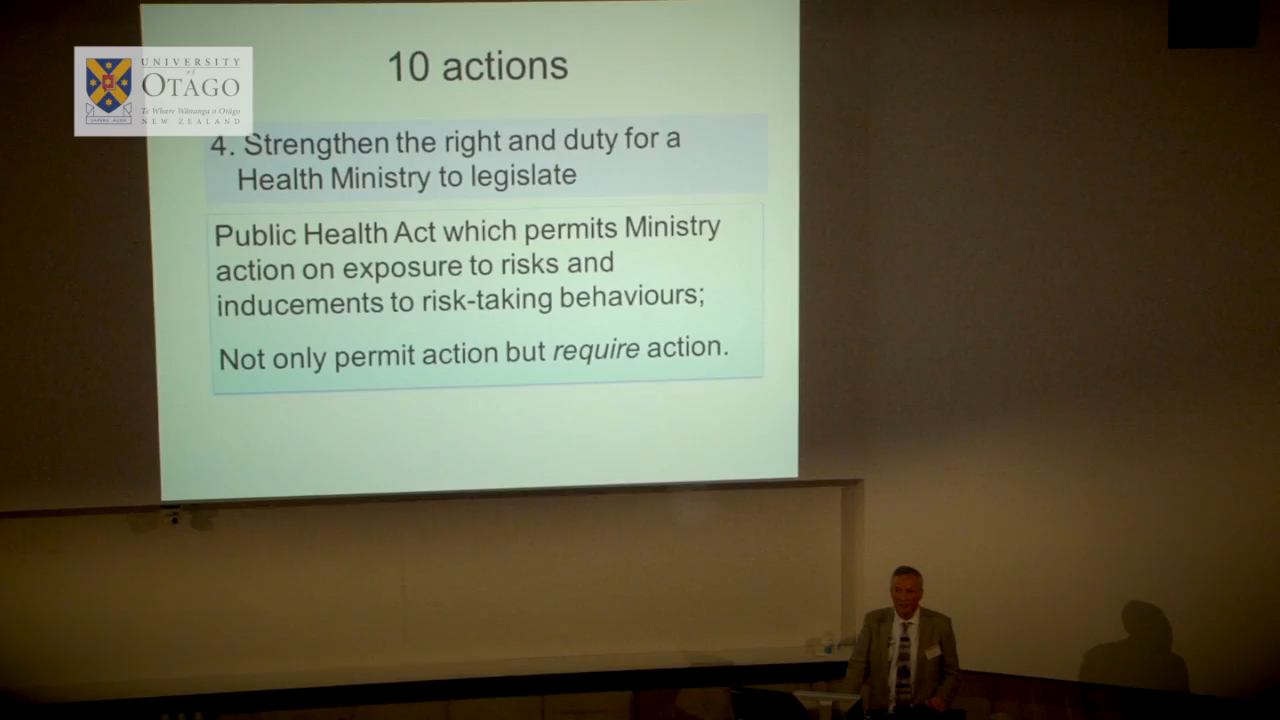 UNIVERSITY
of
OTAGO
Te Whare Wānanga o Otāgo
NEW ZEALAND
SAPERE AUDE
10 actions
4. Strengthen the right and duty for a
Health Ministry to legislate
Public Health Act which permits Ministry
action on exposure to risks and
inducements to risk-taking behaviours;
Not only permit action but require action.